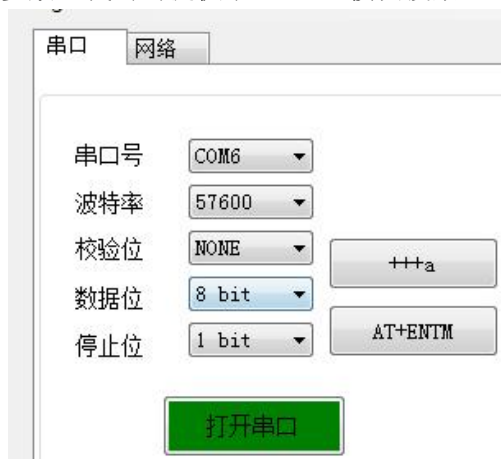 串口 网络
串口号 COM6
波特率 57600
校验位 NONE
+++a
数据位 8 bit
AT+ENTM
停止位 1 bit
打开串口